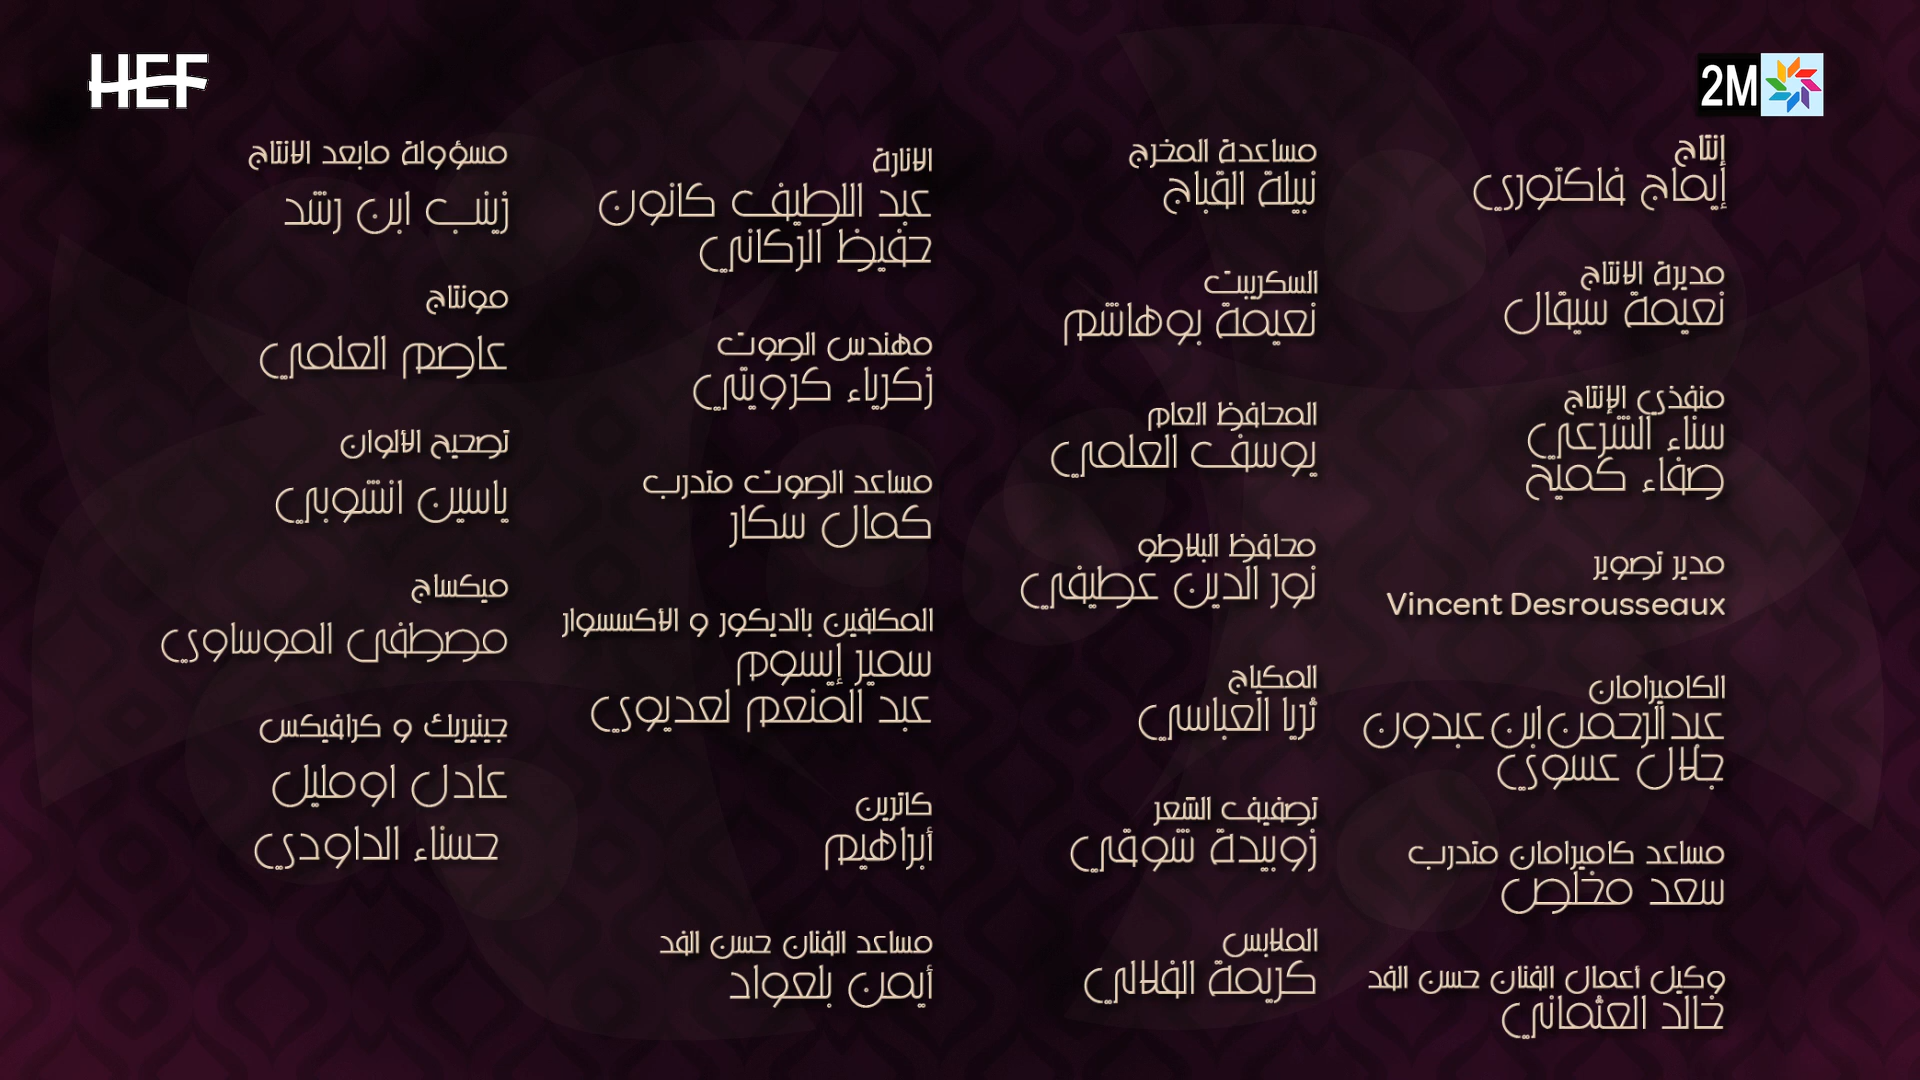 HEF
2M
إنتاج
إيماج فاكتوري
مديرة الانتاج
نعيمة سيقال
منفذي الإنتاج
سناء الشرعي
صفاء كميح
مدير تصوير
Vincent Desrousseaux
الكاميرامان
عبد الرحمن ابن عبدون
جلال عسوي
مساعد كاميرامان متدرب
سعد مخلص
وكيل أعمال الفنان حسن الفد
خالد العثماني
مساعدة المخرج
نبيلة القباج
السكريبت
نعيمة بوهاشم
المحافظ العام
يوسف العلمي
محافظ البلاطو
نور الدين عطيفي
المكياج
ثريا العباسي
تصفيف الشعر
زوبيدة شوقي
الملابس
كريمة الفلالي
الانارة
عبد اللطيف كانون
حفيظ الركاني
مهندس الصوت
زكرياء كرويتي
مساعد الصوت متدرب
كمال سكار
المكلفين بالديكور و الأكسسوار
سمير إيسوم
عبد المنعم لعديوي
كاترين
أبراهيم
مساعد الفنان حسن الفد
أيمن بلعواد
مسؤولة مابعد الانتاج
زينب ابن رشد
مونتاج
عاصم العلمي
تصحيح الألوان
ياسين انشوبي
ميكساج
مصطفى الموساوي
جينيريك و كرافيكس
عادل اومليل
حسناء الداودي